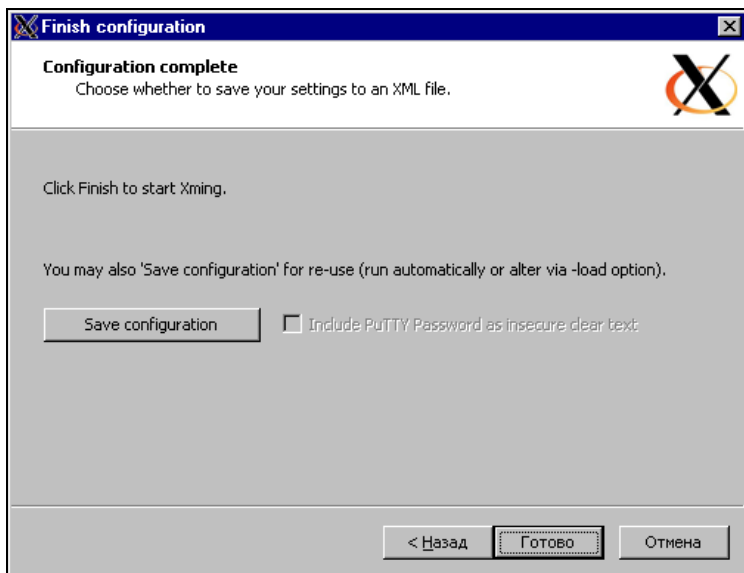 Finish configuration
Configuration complete
Choose whether to save your settings to an XML file.
Click Finish to start Xming.
You may also 'Save configuration' for re-use (run automatically or alter via -load option).
Save configuration
Include PuTTY Password as insecure clear text
< Назад
Готово
Отмена